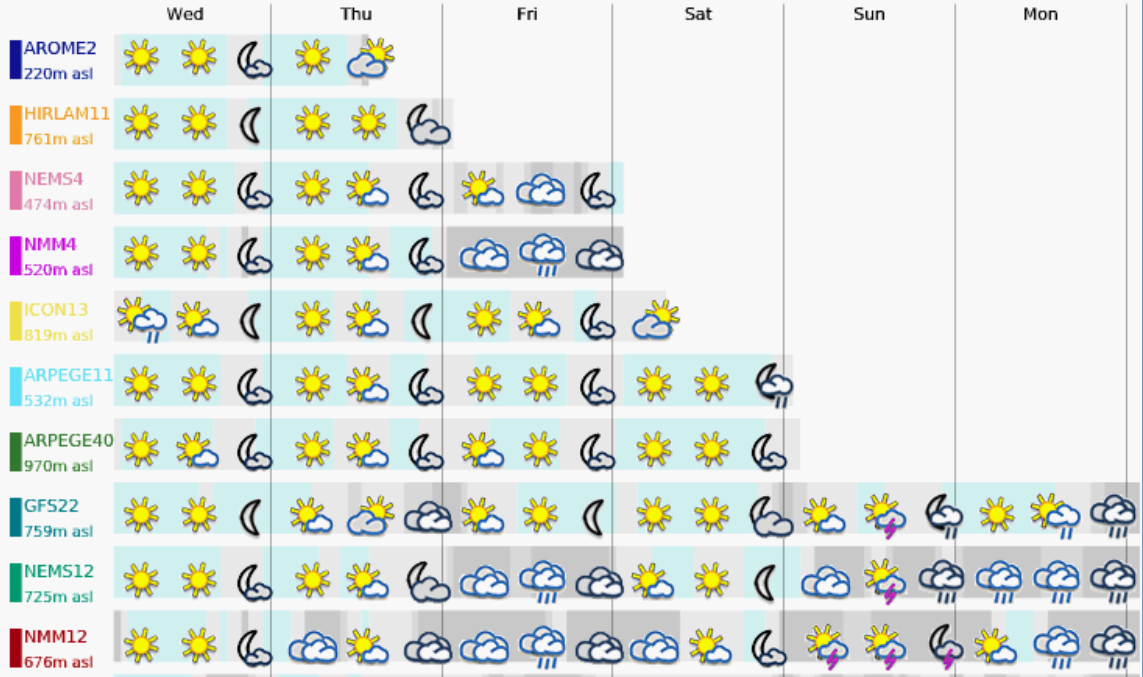 Wed Thu Fri Sat Sun Mon
AROME2
220m asl
HIRLAM11
761m asl
NEMS4
474m asl
NMM4
520m asl
ICON13
819m asl
ARPEGE11
532m asl
ARPEGE40
970m asl
GFS22
759m asl
NEMS12
725m asl
NMM12
676m asl